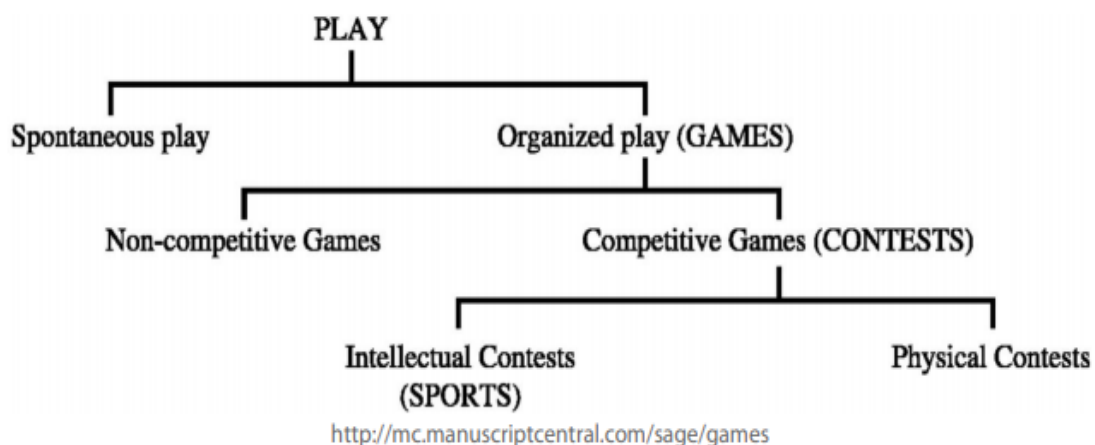 PLAY
Spontaneous play
Organized play (GAMES)
Non-competitive Games
Competitive Games (CONTESTS)
Intellectual Contests
(SPORTS)
Physical Contests
http://mc.manuscriptcentral.com/sage/games